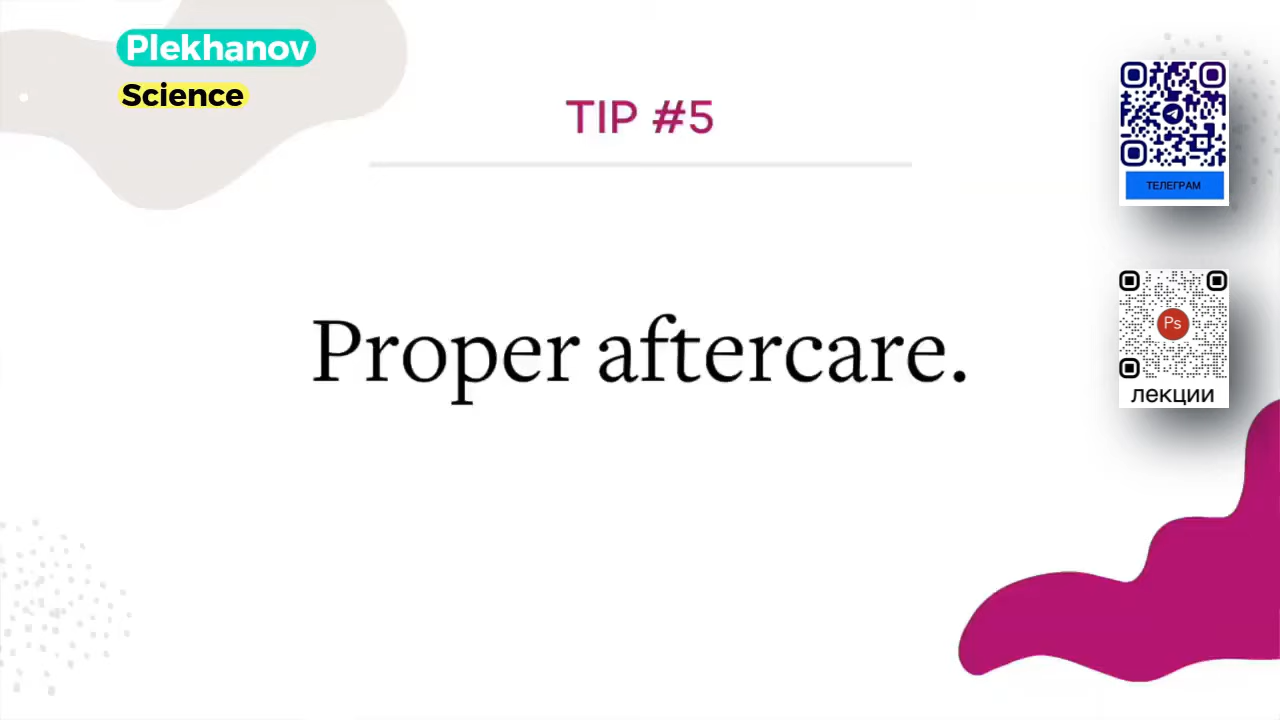 Plekhanov
Science
TIP #5
ТЕЛЕГРАМ
Proper aftercare.
Ps
лекции